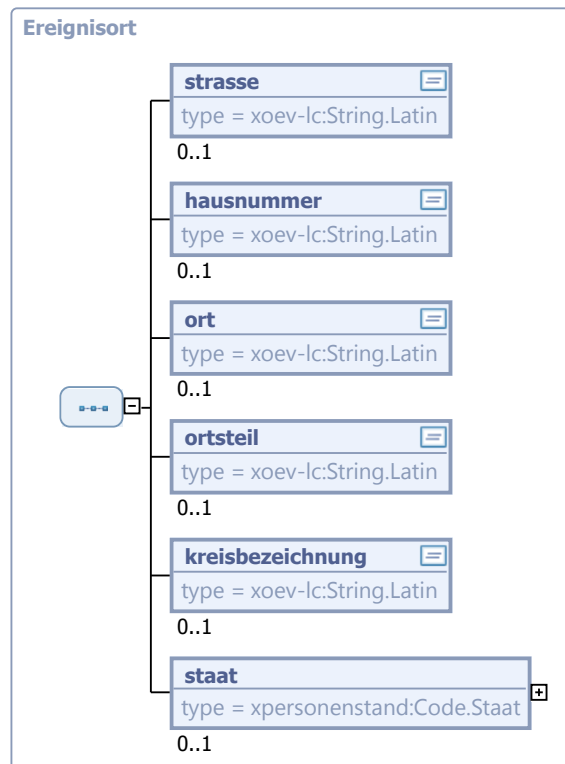 Ereignisort
strasse
type = xoev-lc:String.Latin
0..1
hausnummer
type = xoev-lc:String.Latin
0..1
ort
type = xoev-lc:String.Latin
0..1
ortsteil
type = xoev-lc:String.Latin
0..1
kreisbezeichnung
type = xoev-lc:String.Latin
0..1
staat
type = xpersonenstand:Code.Staat
0..1